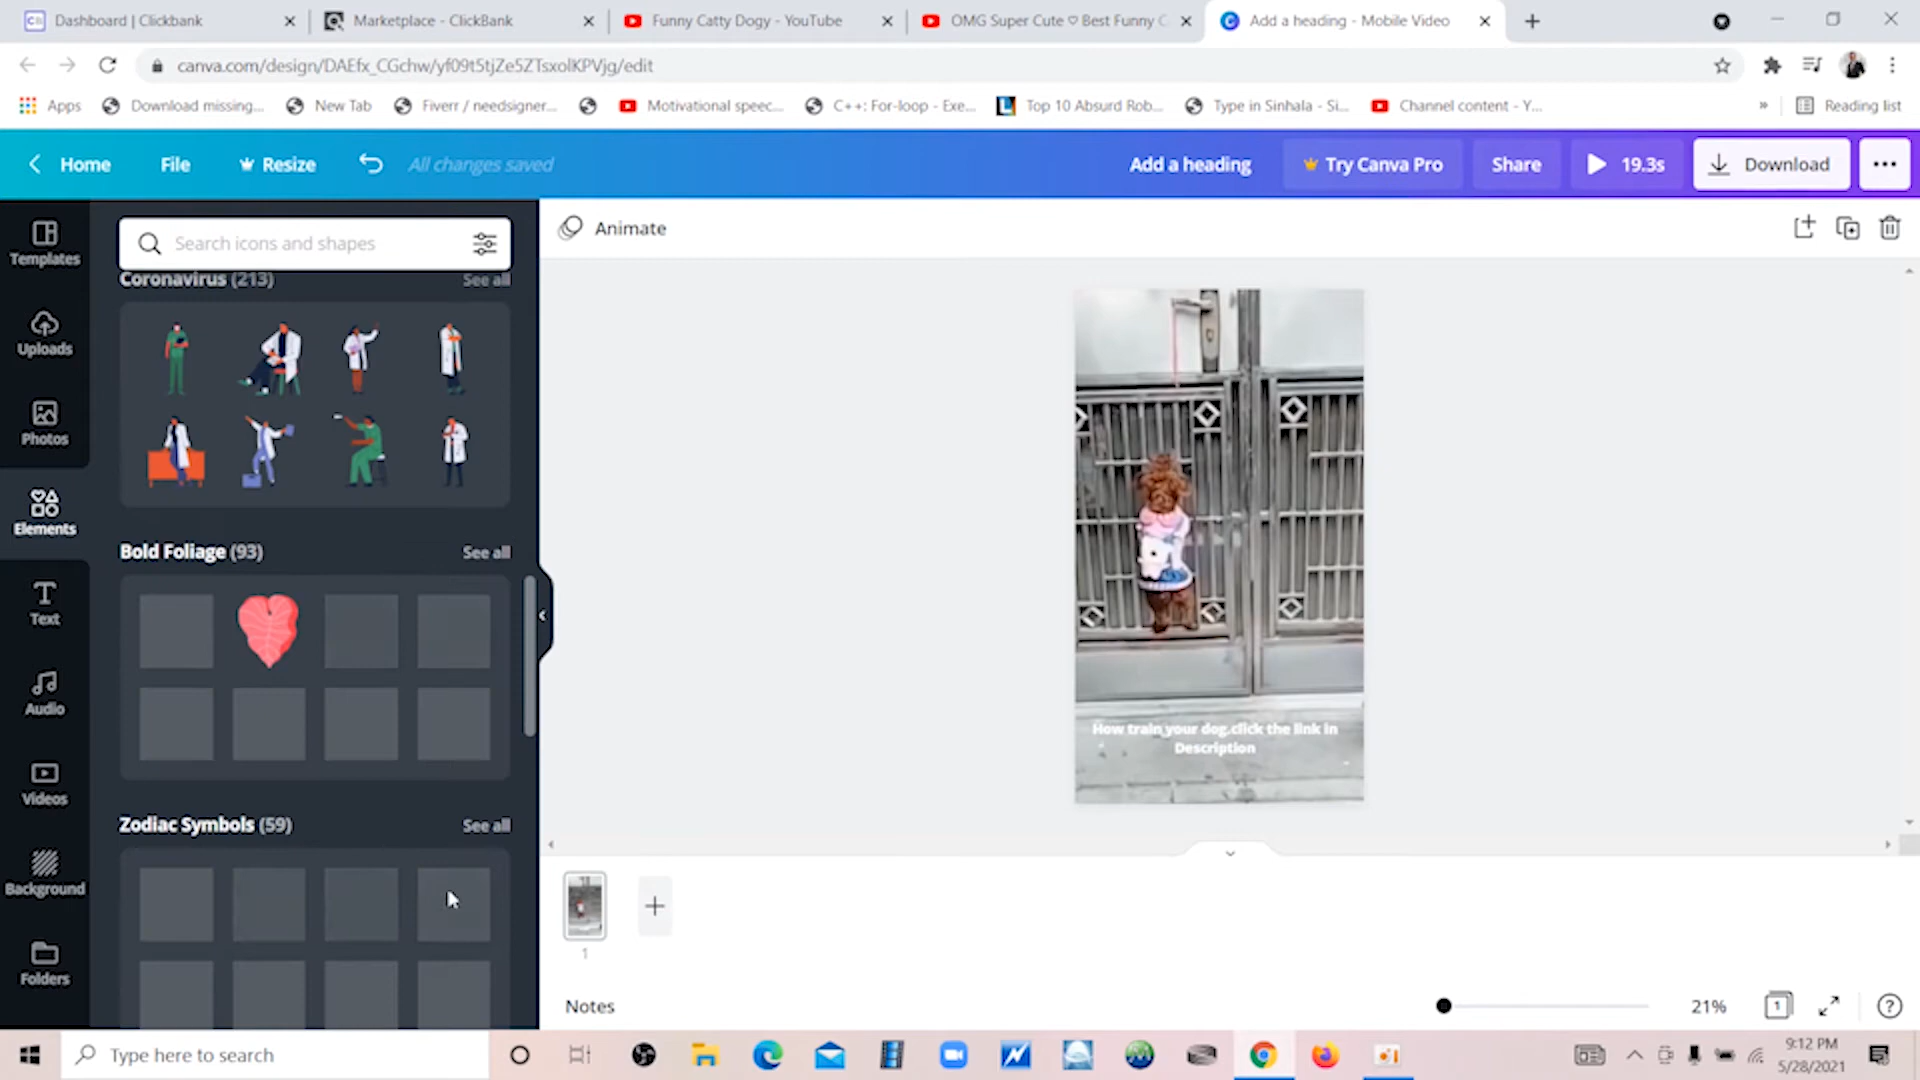 Dashboard | Clickbank
Marketplace - ClickBank
Funny Catty Dogy - YouTube
OMG Super Cute ♡ Best Funny C
Add a heading - Mobile Video
canva.com/design/DAEfx_CGchw/yf09t5tjZe5ZTsxolKPVjg/edit
Apps
Download missing...
New Tab
Fiverr / needsigner...
Motivational speec...
C++: For-loop - Exe...
Top 10 Absurd Rob...
Type in Sinhala - Si...
Channel content - Y...
»
Reading list
Home
File
Resize
All changes saved
Add a heading
Try Canva Pro
Share
19.3s
Download
Templates
Uploads
Photos
Elements
Text
Audio
Videos
Background
Folders
Search icons and shapes
Coronavirus (213)
See all
Bold Foliage (93)
See all
Zodiac Symbols (59)
See all
Animate
How train your dog.click the link in
Description
1
Notes
21%
1
Type here to search
9:12 PM
5/28/2021